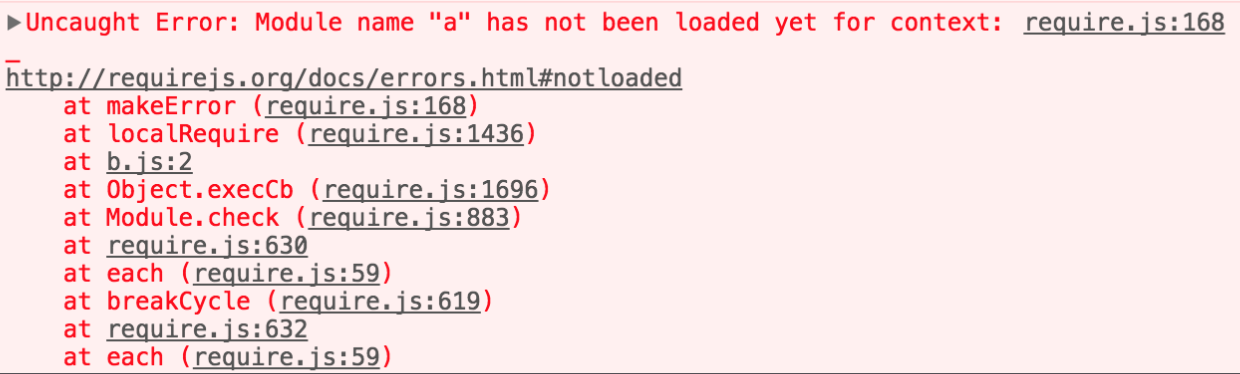 ▶Uncaught Error: Module name "a" has not been loaded yet for context: require.js:168
_
http://requirejs.org/docs/errors.html#notloaded
at makeError (require.js:168)
at localRequire (require.js:1436)
at b.js:2
at Object.execCb (require.js:1696)
at Module.check (require.js:883)
at require.js:630
at each (require.js:59)
at breakCycle (require.js:619)
at require.js:632
at each (require.js:59)